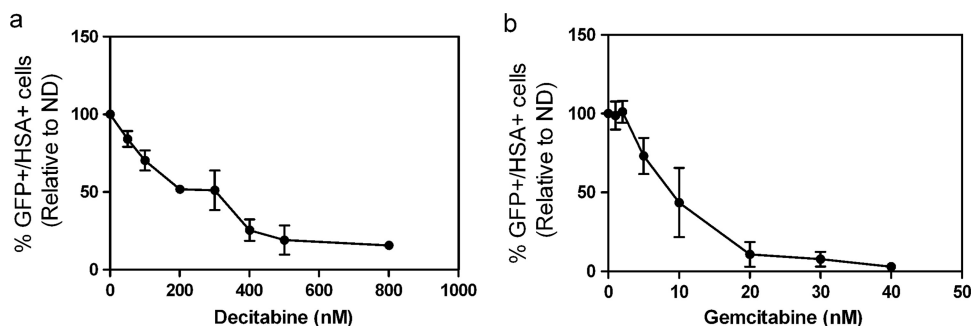 a
% GFP+/HSA+ cells
(Relative to ND)
150
100
50
0
0 200 400 600 800 1000
Decitabine (nM)
b
% GFP+/HSA+ cells
(Relative to ND)
150
100
50
0
0 10 20 30 40 50
Gemcitabine (nM)